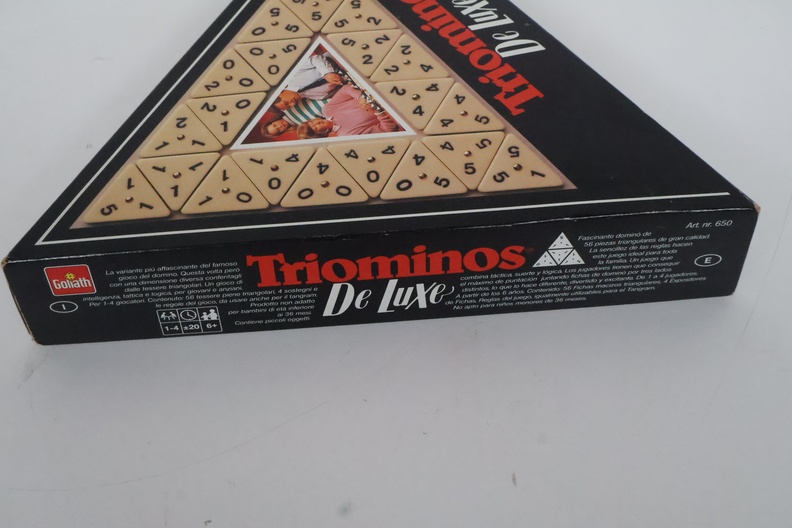 Triominos
De Luxe
Art. nr. 650
Goliath
I
La variante più affascinante del famoso
gioco del domino. Questa volta però
con una dimensione diversa conferitagli
dalle tessere triangolari. Un gioco di
intelligenza, tattica e logica, per giovani e anziani.
Per 1-4 giocatori. Contenuto: 56 tessere piene triangolari, 4 sostegni e
le regole del gioco. Da usare anche per il tangram.
Prodotto non adatto
per bambini di età inferiore
ai 36 mesi
Contiene piccoli oggetti.
1-4 ±20 6+
Triominos
De Luxe
Fascinante dominó de
56 piezas triangulares de gran calidad.
La sencillez de las reglas hacen
este juego ideal para toda
la familia. Un juego que
combina táctica, suerte y lógica. Los jugadores tienen que conseguir
el máximo de puntuación juntando fichas de domino por tres lados
distintos, lo que lo hace diferente, divertido y excitante. De 1 a 4 jugadores.
A partir de los 6 años. Contenido: 56 Fichas macizas triangulares, 4 Expositores
de Fichas, Reglas del juego, igualmente utilizables para el Tangram.
No apto para niños menores de 36 meses.
E